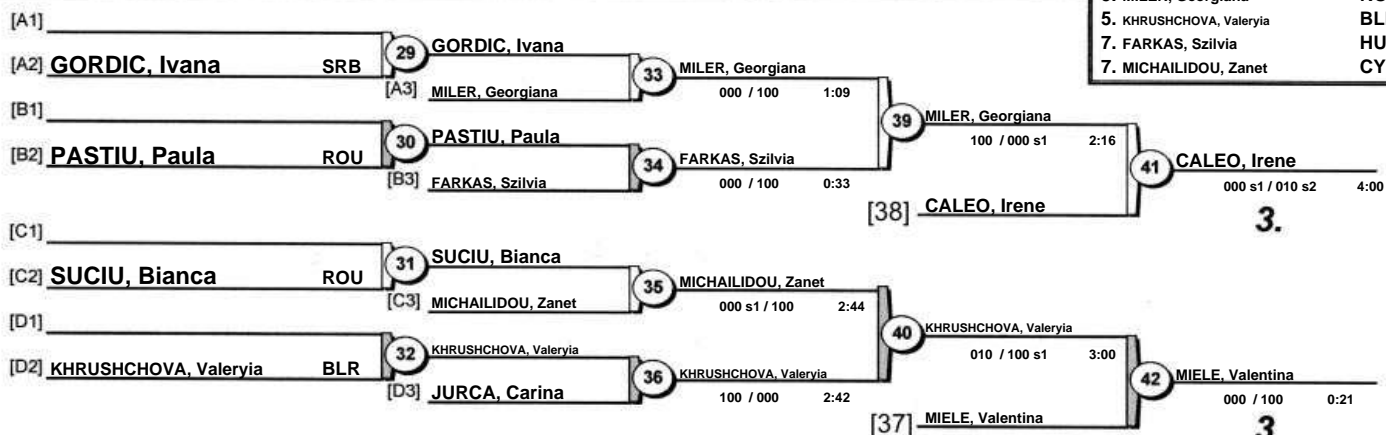 5. KHRUSHCHOVA, Valeryia
7. FARKAS, Szilvia HU
7. MICHAILIDOU, Zanet CY
[A1]
[A2] GORDIC, Ivana SRB
29 GORDIC, Ivana
[A3] MILER, Georgiana
33 MILER, Georgiana
000 / 100 1:09
[B1]
[B2] PASTIU, Paula ROU
30 PASTIU, Paula
[B3] FARKAS, Szilvia
34 FARKAS, Szilvia
000 / 100 0:33
39 MILER, Georgiana
100 / 000 s1 2:16
[38] CALEO, Irene
41 CALEO, Irene
000 s1 / 010 s2 4:00
3.
[C1]
[C2] SUCIU, Bianca ROU
31 SUCIU, Bianca
[C3] MICHAILIDOU, Zanet
35 MICHAILIDOU, Zanet
000 s1 / 100 2:44
[D1]
[D2] KHRUSHCHOVA, Valeryia BLR
32 KHRUSHCHOVA, Valeryia
[D3] JURCA, Carina
36 KHRUSHCHOVA, Valeryia
100 / 000 2:42
40 KHRUSHCHOVA, Valeryia
010 / 100 s1 3:00
[37] MIELE, Valentina
42 MIELE, Valentina
000 / 100 0:21
3